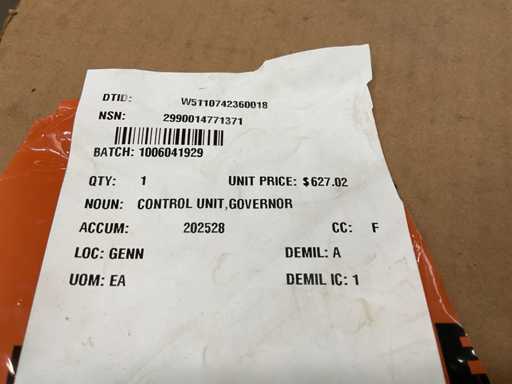 DTID: W5110742360018
NSN: 2990014771371
BATCH: 1006041929
QTY: 1 UNIT PRICE: $627.02
NOUN: CONTROL UNIT,GOVERNOR
ACCUM: 202528 CC: F
LOC: GENN DEMIL: A
UOM: EA DEMIL IC: 1